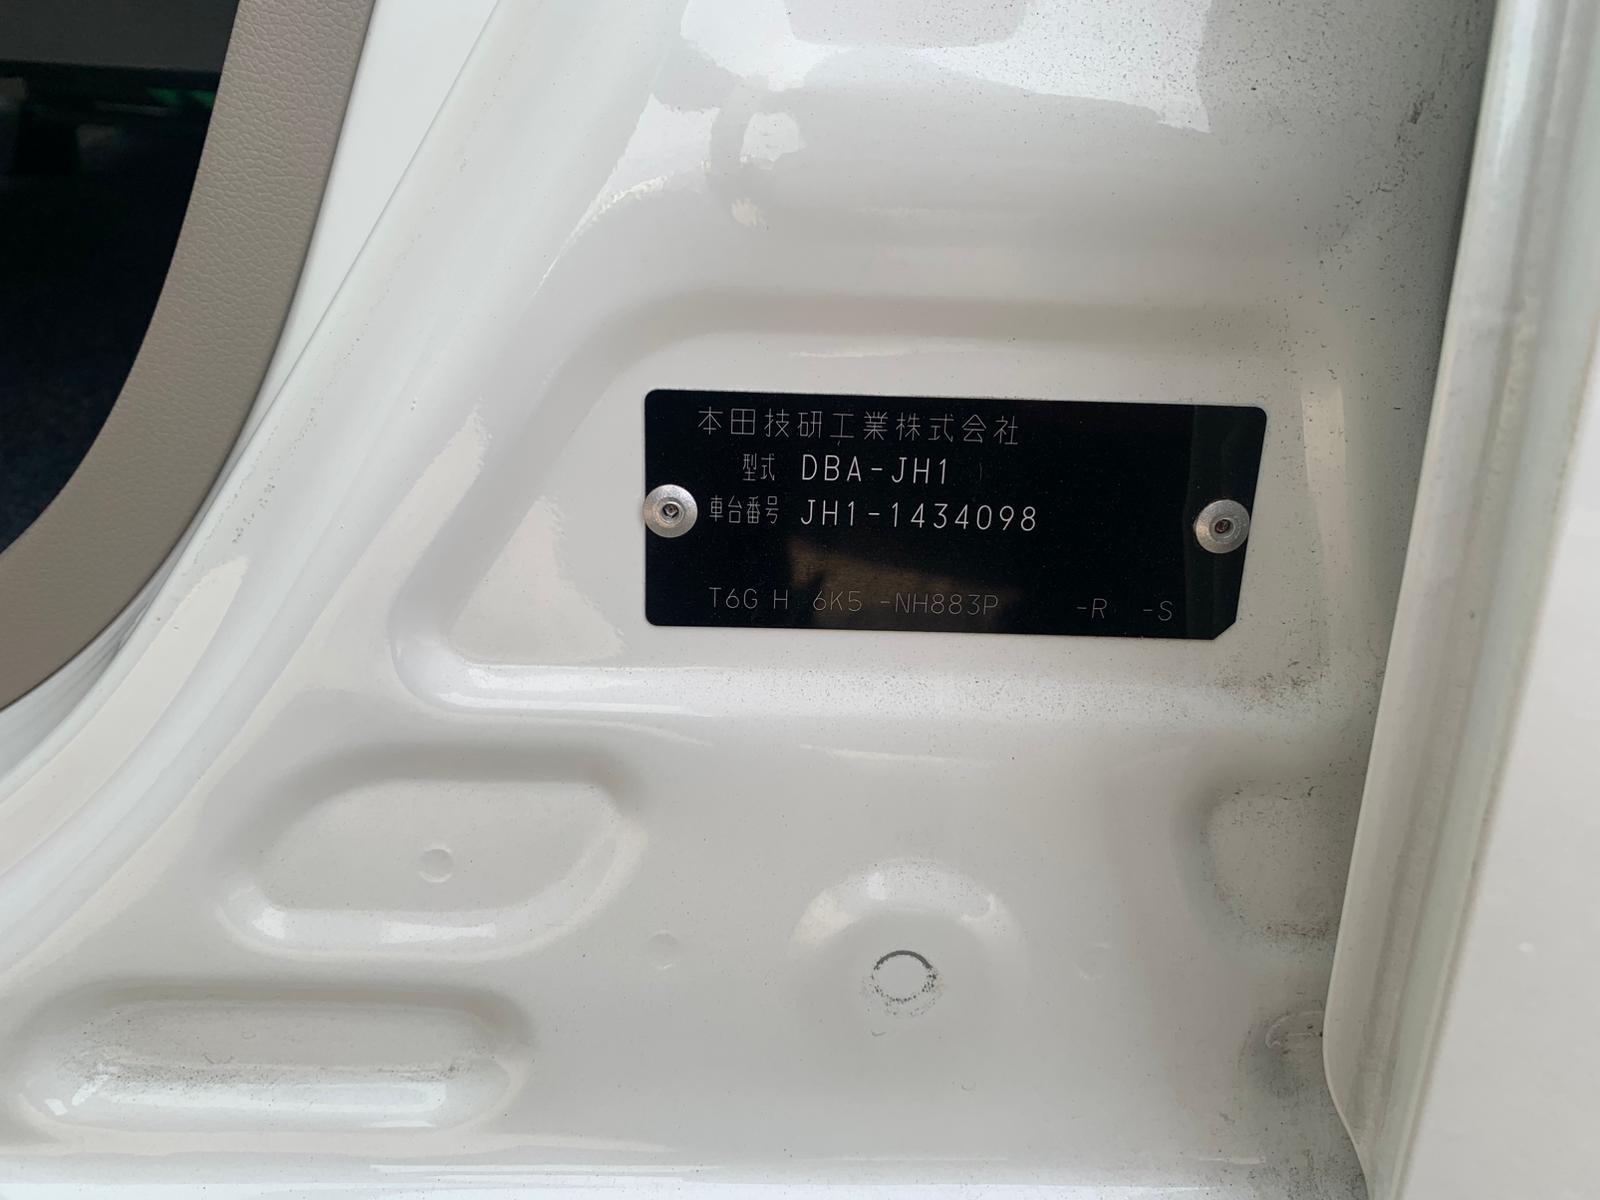 本田技研工業株式会社
型式 DBA-JH1
車台番号 JH1-1434098
T6G H 6K5 -NH883P -R -S